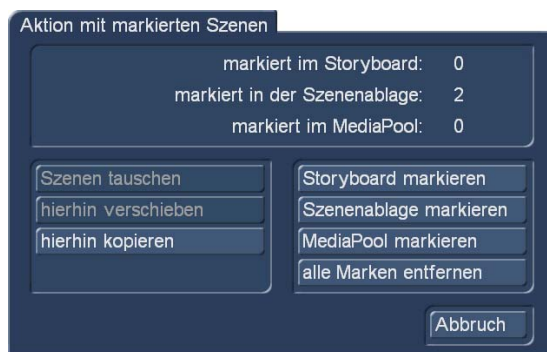 Aktion mit markierten Szenen
markiert im Storyboard: 0
markiert in der Szenenablage: 2
markiert im MediaPool: 0
Szenen tauschen
hierhin verschieben
hierhin kopieren
Storyboard markieren
Szenenablage markieren
MediaPool markieren
alle Marken entfernen
Abbruch